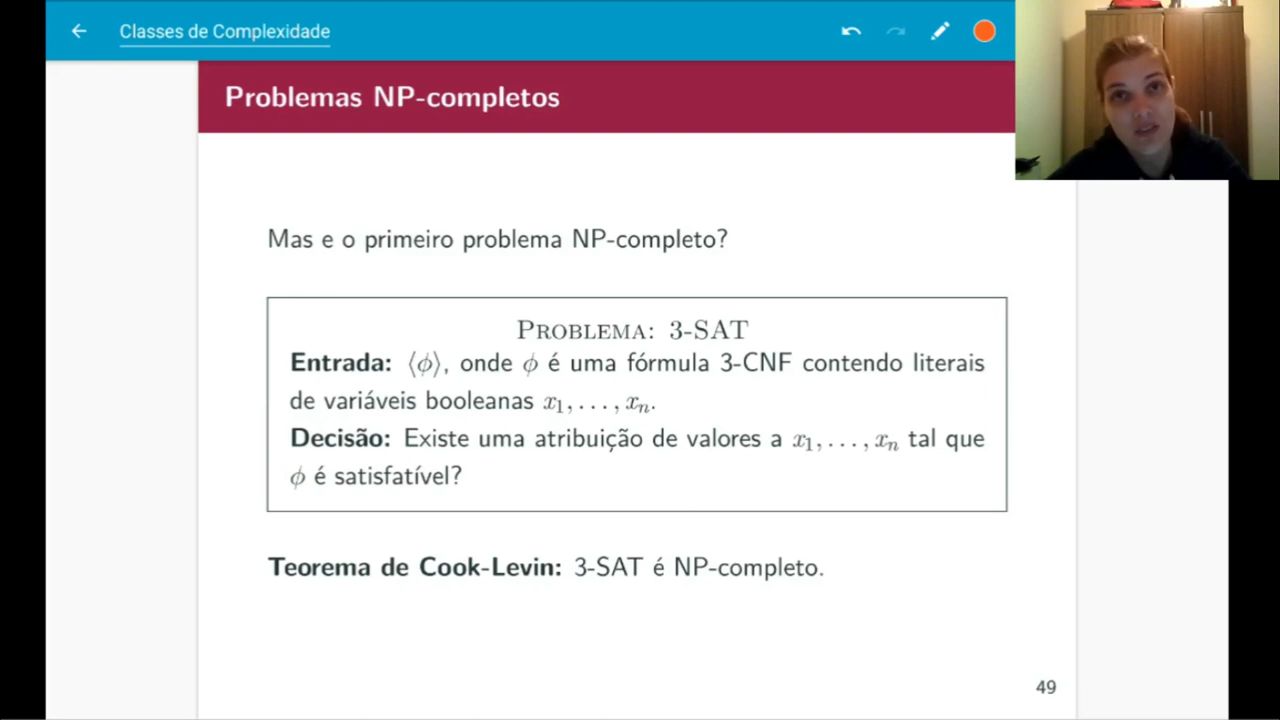 Classes de Complexidade
Problemas NP-completos
Mas e o primeiro problema NP-completo?
PROBLEMA: 3-SAT
Entrada: ⟨ϕ⟩, onde ϕ é uma fórmula 3-CNF contendo literais
de variáveis booleanas x₁, . . . , xₙ.
Decisão: Existe uma atribuição de valores a x₁, . . . , xₙ tal que
ϕ é satisfatível?
Teorema de Cook-Levin: 3-SAT é NP-completo.
49